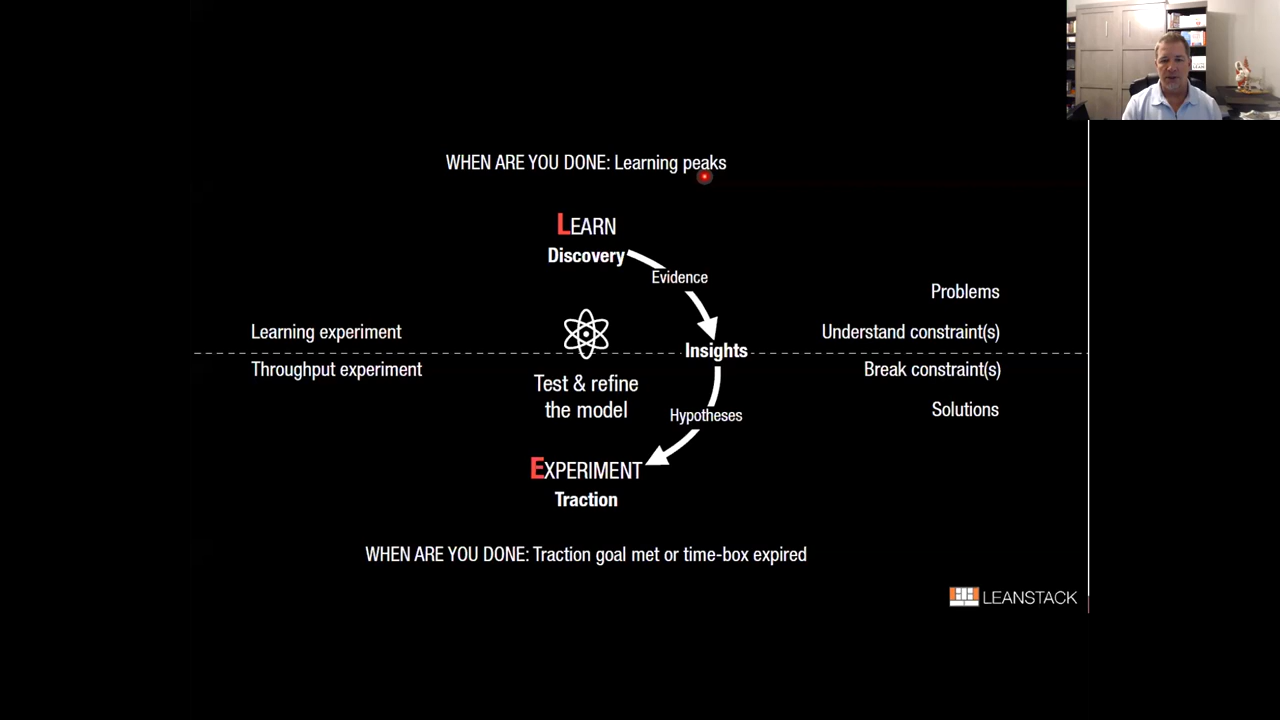 WHEN ARE YOU DONE: Learning peaks
LEARN
Discovery
Evidence
Problems
Learning experiment
Understand constraint(s)
Insights
Throughput experiment
Break constraint(s)
Test & refine
the model
Hypotheses
Solutions
EXPERIMENT
Traction
WHEN ARE YOU DONE: Traction goal met or time-box expired
LEANSTACK